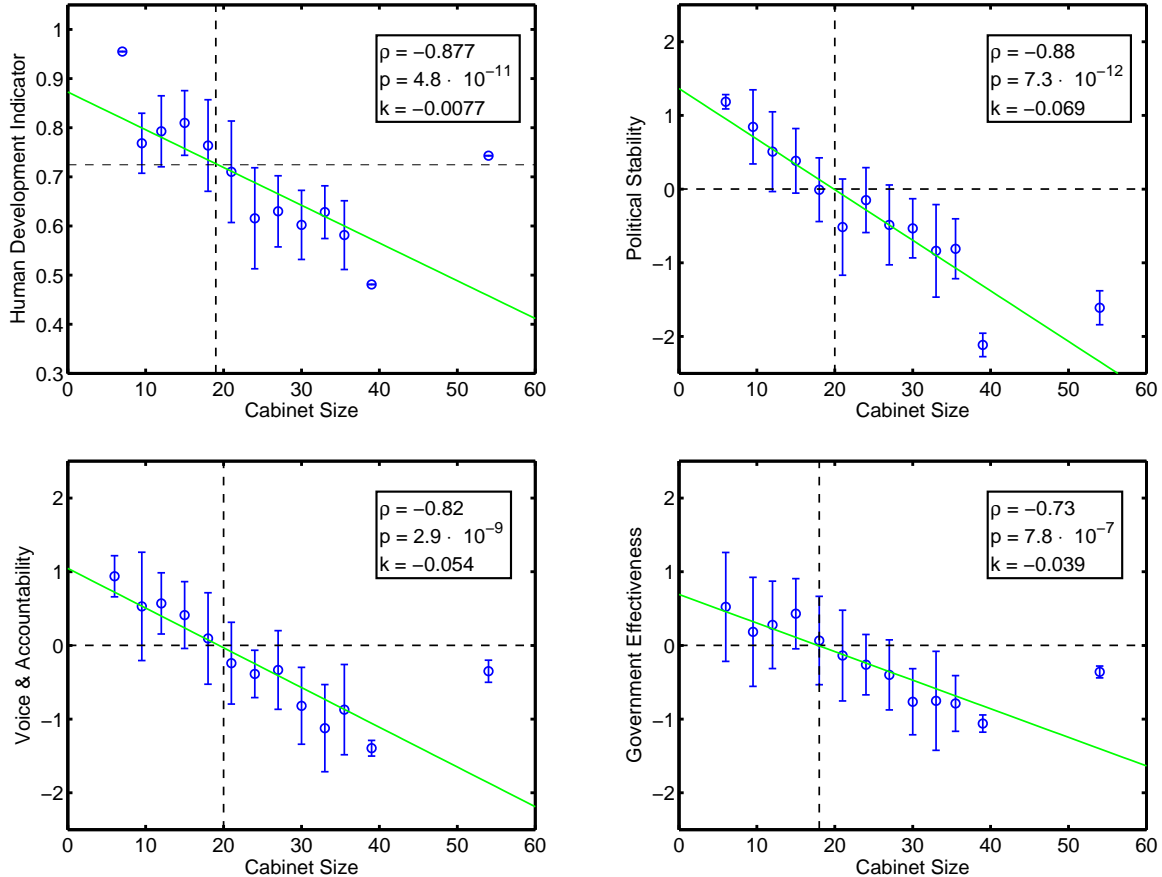 1
0.9
0.8
0.7
0.6
0.5
0.4
0.3
0 10 20 30 40 50 60
Human Development Indicator
Cabinet Size
ρ = −0.877
p = 4.8 · 10⁻¹¹
k = −0.0077
2
1
0
−1
−2
0 10 20 30 40 50 60
Political Stability
Cabinet Size
ρ = −0.88
p = 7.3 · 10⁻¹²
k = −0.069
2
1
0
−1
−2
0 10 20 30 40 50 60
Voice & Accountability
Cabinet Size
ρ = −0.82
p = 2.9 · 10⁻⁹
k = −0.054
2
1
0
−1
−2
0 10 20 30 40 50 60
Government Effectiveness
Cabinet Size
ρ = −0.73
p = 7.8 · 10⁻⁷
k = −0.039